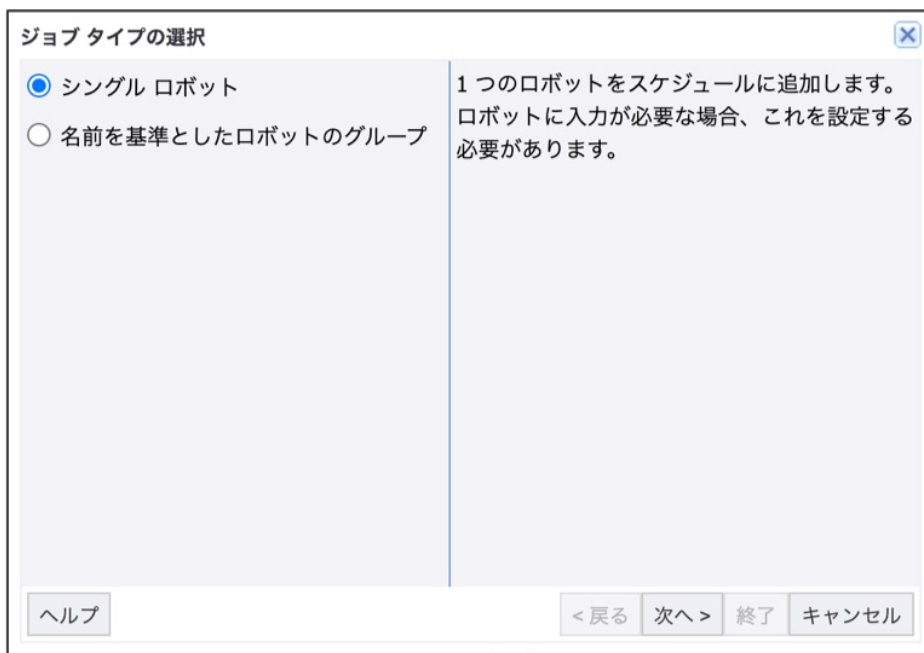 ジョブ タイプの選択
シングル ロボット
名前を基準としたロボットのグループ
1 つのロボットをスケジュールに追加します。
ロボットに入力が必要な場合、これを設定する
必要があります。
ヘルプ
< 戻る 次へ > 終了 キャンセル